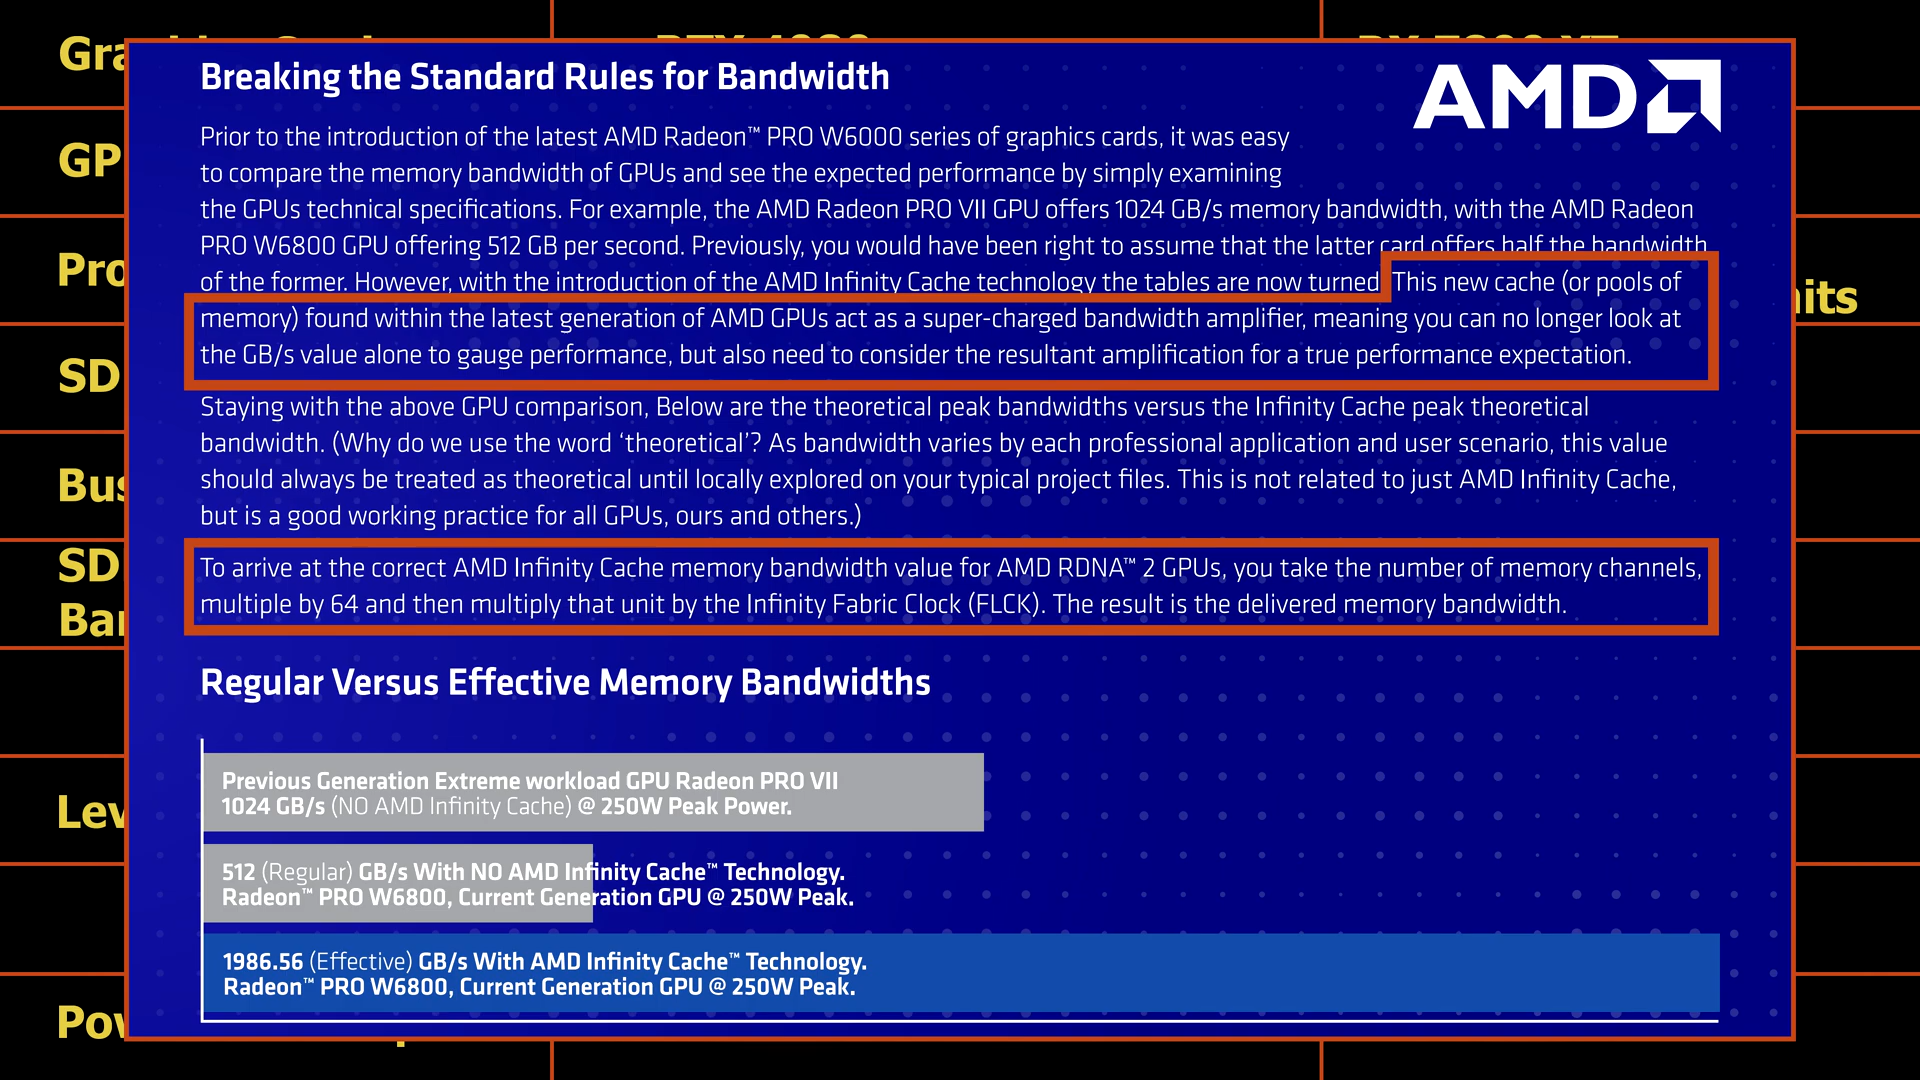 Breaking the Standard Rules for Bandwidth
AMD
Prior to the introduction of the latest AMD Radeon™ PRO W6000 series of graphics cards, it was easy
to compare the memory bandwidth of GPUs and see the expected performance by simply examining
the GPUs technical specifications. For example, the AMD Radeon PRO VII GPU offers 1024 GB/s memory bandwidth, with the AMD Radeon
PRO W6800 GPU offering 512 GB per second. Previously, you would have been right to assume that the latter card offers half the bandwidth
of the former. However, with the introduction of the AMD Infinity Cache technology the tables are now turned. This new cache (or pools of
memory) found within the latest generation of AMD GPUs act as a super-charged bandwidth amplifier, meaning you can no longer look at
the GB/s value alone to gauge performance, but also need to consider the resultant amplification for a true performance expectation.
Staying with the above GPU comparison, Below are the theoretical peak bandwidths versus the Infinity Cache peak theoretical
bandwidth. (Why do we use the word ‘theoretical’? As bandwidth varies by each professional application and user scenario, this value
should always be treated as theoretical until locally explored on your typical project files. This is not related to just AMD Infinity Cache,
but is a good working practice for all GPUs, ours and others.)
To arrive at the correct AMD Infinity Cache memory bandwidth value for AMD RDNA™ 2 GPUs, you take the number of memory channels,
multiple by 64 and then multiply that unit by the Infinity Fabric Clock (FLCK). The result is the delivered memory bandwidth.
Regular Versus Effective Memory Bandwidths
Previous Generation Extreme workload GPU Radeon PRO VII
1024 GB/s (NO AMD Infinity Cache) @ 250W Peak Power.
512 (Regular) GB/s With NO AMD Infinity Cache™ Technology.
Radeon™ PRO W6800, Current Generation GPU @ 250W Peak.
1986.56 (Effective) GB/s With AMD Infinity Cache™ Technology.
Radeon™ PRO W6800, Current Generation GPU @ 250W Peak.